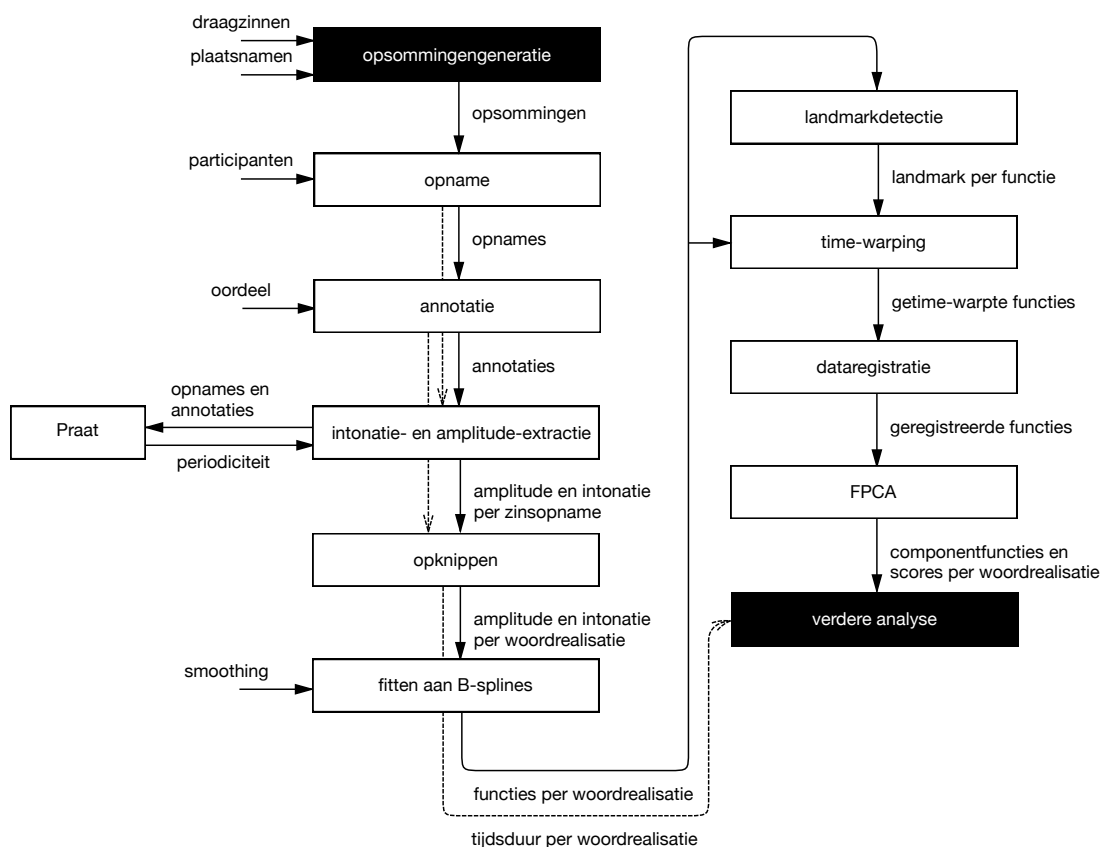 draagzinnen
plaatsnamen
opsommingengeneratie
opsommingen
participanten
opname
opnames
oordeel
annotatie
annotaties
opnames en
annotaties
Praat
periodiciteit
intonatie- en amplitude-extractie
amplitude en intonatie
per zinsopname
opknippen
amplitude en intonatie
per woordrealisatie
smoothing
fitten aan B-splines
functies per woordrealisatie
tijdsduur per woordrealisatie
landmarkdetectie
landmark per functie
time-warping
getime-warpte functies
dataregistratie
geregistreerde functies
FPCA
componentfuncties en
scores per woordrealisatie
verdere analyse